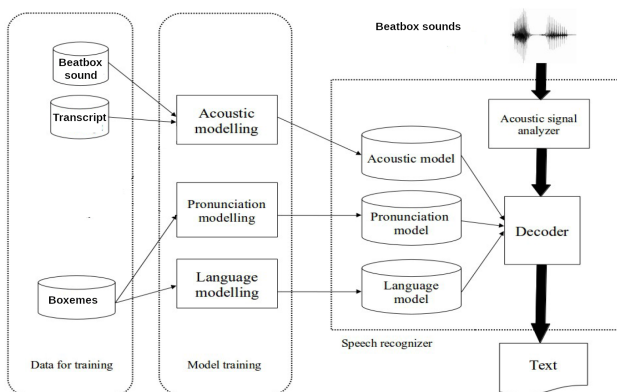 Beatbox sounds
Beatbox
sound
Transcript
Acoustic
modelling
Acoustic signal
analyzer
Acoustic model
Pronunciation
modelling
Pronunciation
model
Decoder
Boxemes
Language
modelling
Language
model
Speech recognizer
Data for training
Model training
Text